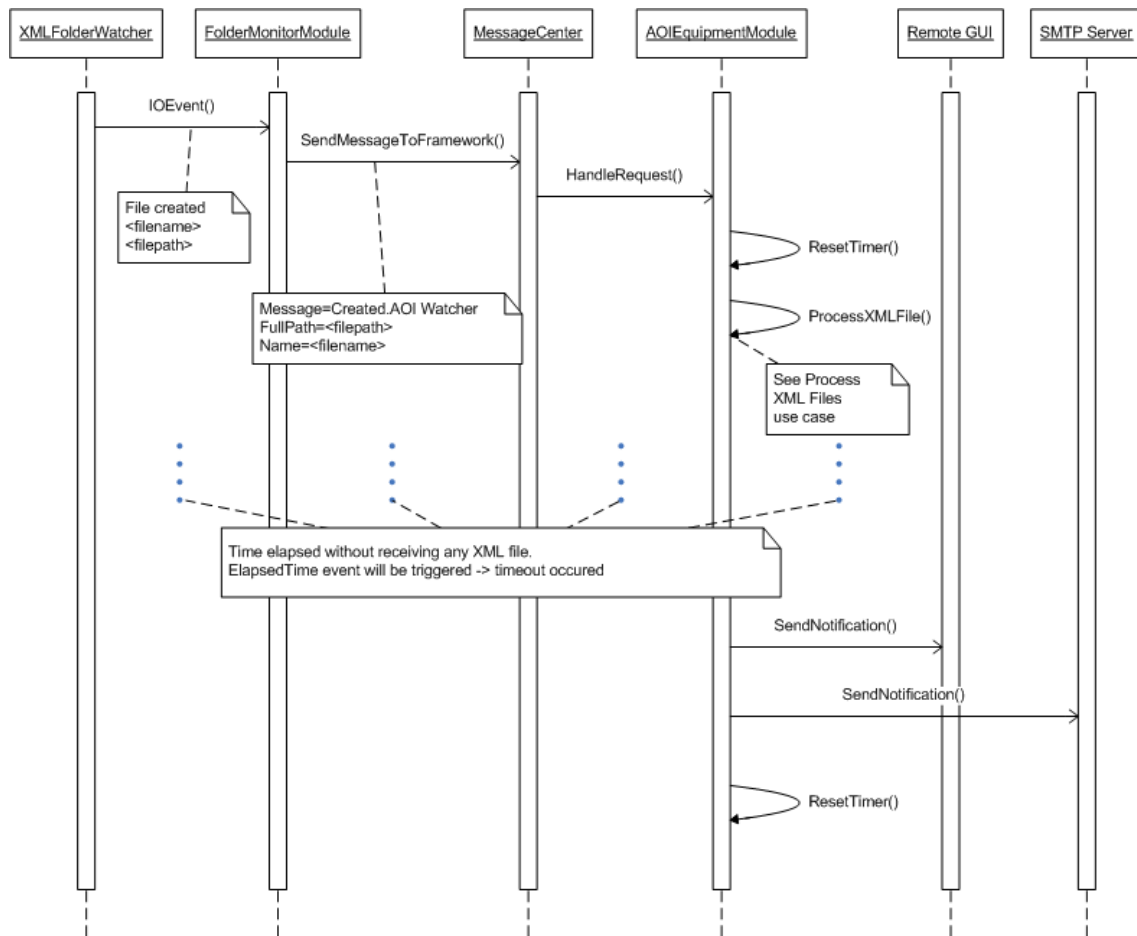 XMLFolderWatcher
FolderMonitorModule
MessageCenter
AOIEquipmentModule
Remote GUI
SMTP Server
IOEvent()
SendMessageToFramework()
HandleRequest()
File created
<filename>
<filepath>
ResetTimer()
Message=Created.AOI Watcher
FullPath=<filepath>
Name=<filename>
ProcessXMLFile()
See Process
XML Files
use case
Time elapsed without receiving any XML file.
ElapsedTime event will be triggered -> timeout occured
SendNotification()
SendNotification()
ResetTimer()